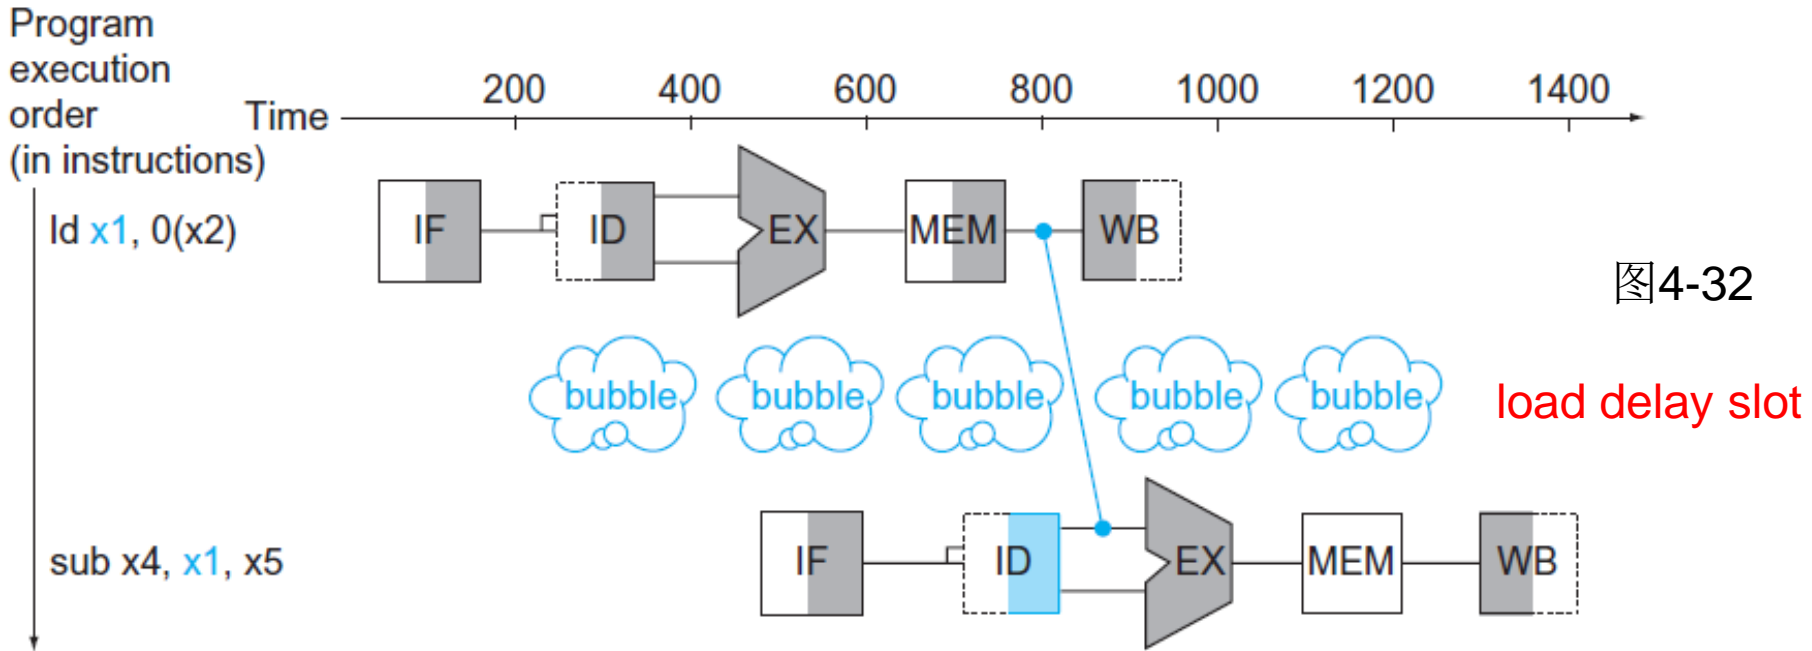 Program
execution
order
(in instructions)
Time
200 400 600 800 1000 1200 1400
ld x1, 0(x2)
IF ID EX MEM WB
图4-32
bubble bubble bubble bubble bubble
load delay slot
sub x4, x1, x5
IF ID EX MEM WB